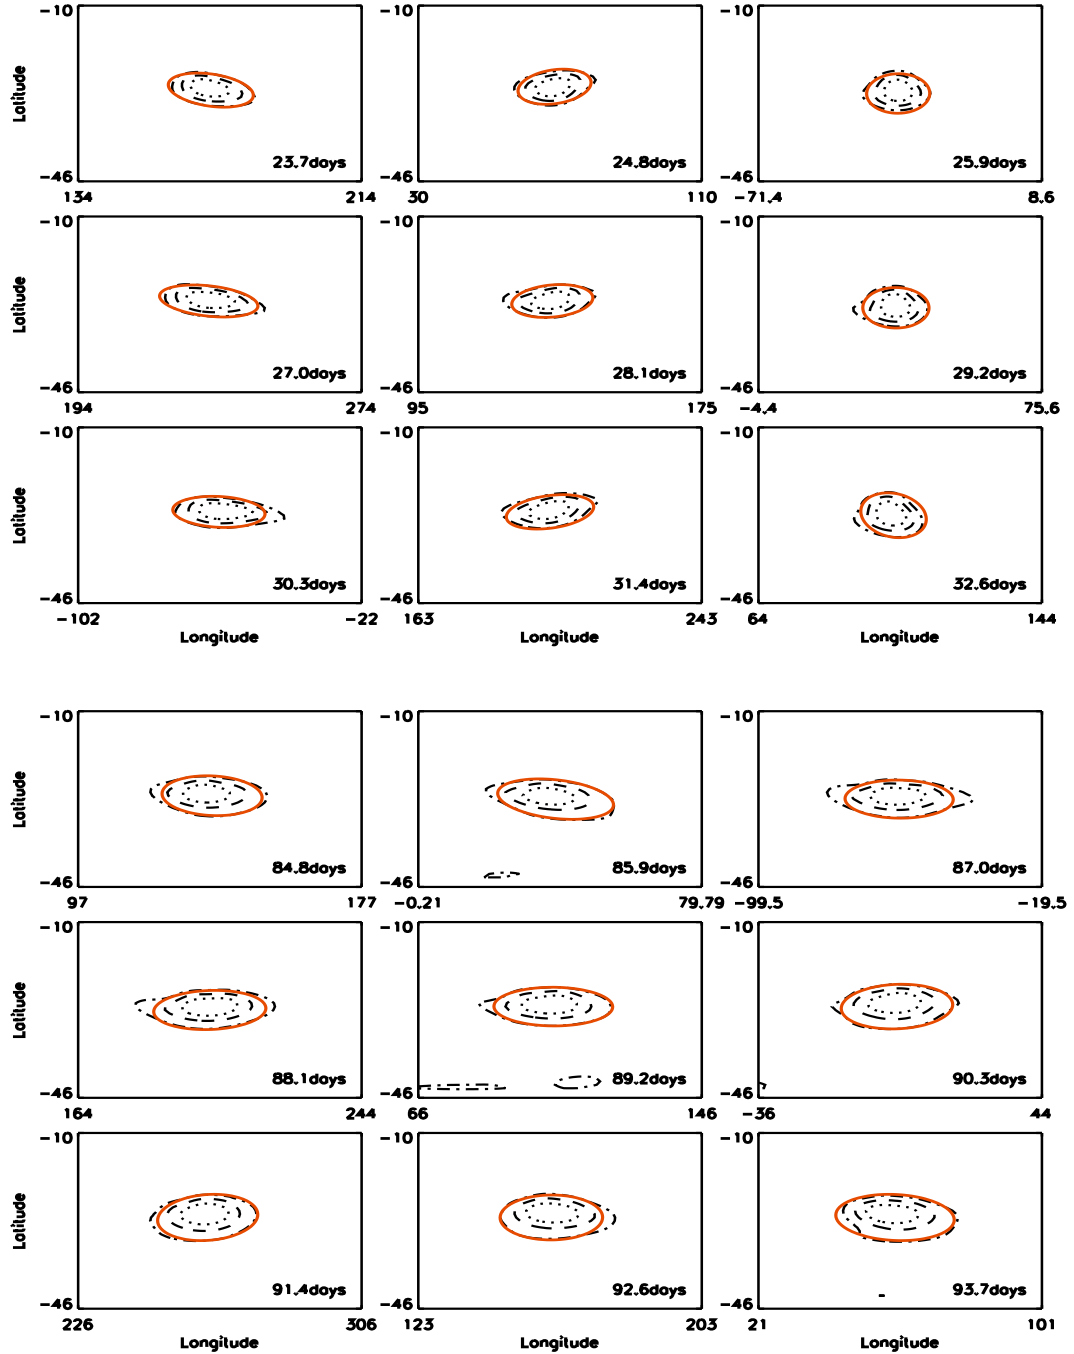 -10 -10 -10
Latitude
23.7days 24.8days 25.9days
-46 -46 -46
134 214 30 110 -71.4 8.6
-10 -10 -10
Latitude
27.0days 28.1days 29.2days
-46 -46 -46
194 274 95 175 -4.4 75.6
-10 -10 -10
Latitude
30.3days 31.4days 32.6days
-46 -46 -46
-102 -22 163 243 64 144
Longitude Longitude Longitude
-10 -10 -10
Latitude
84.8days 85.9days 87.0days
-46 -46 -46
97 177 -0.21 79.79 -99.5 -19.5
-10 -10 -10
Latitude
88.1days 89.2days 90.3days
-46 -46 -46
164 244 66 146 -36 44
-10 -10 -10
Latitude
91.4days 92.6days 93.7days
-46 -46 -46
226 306 123 203 21 101
Longitude Longitude Longitude